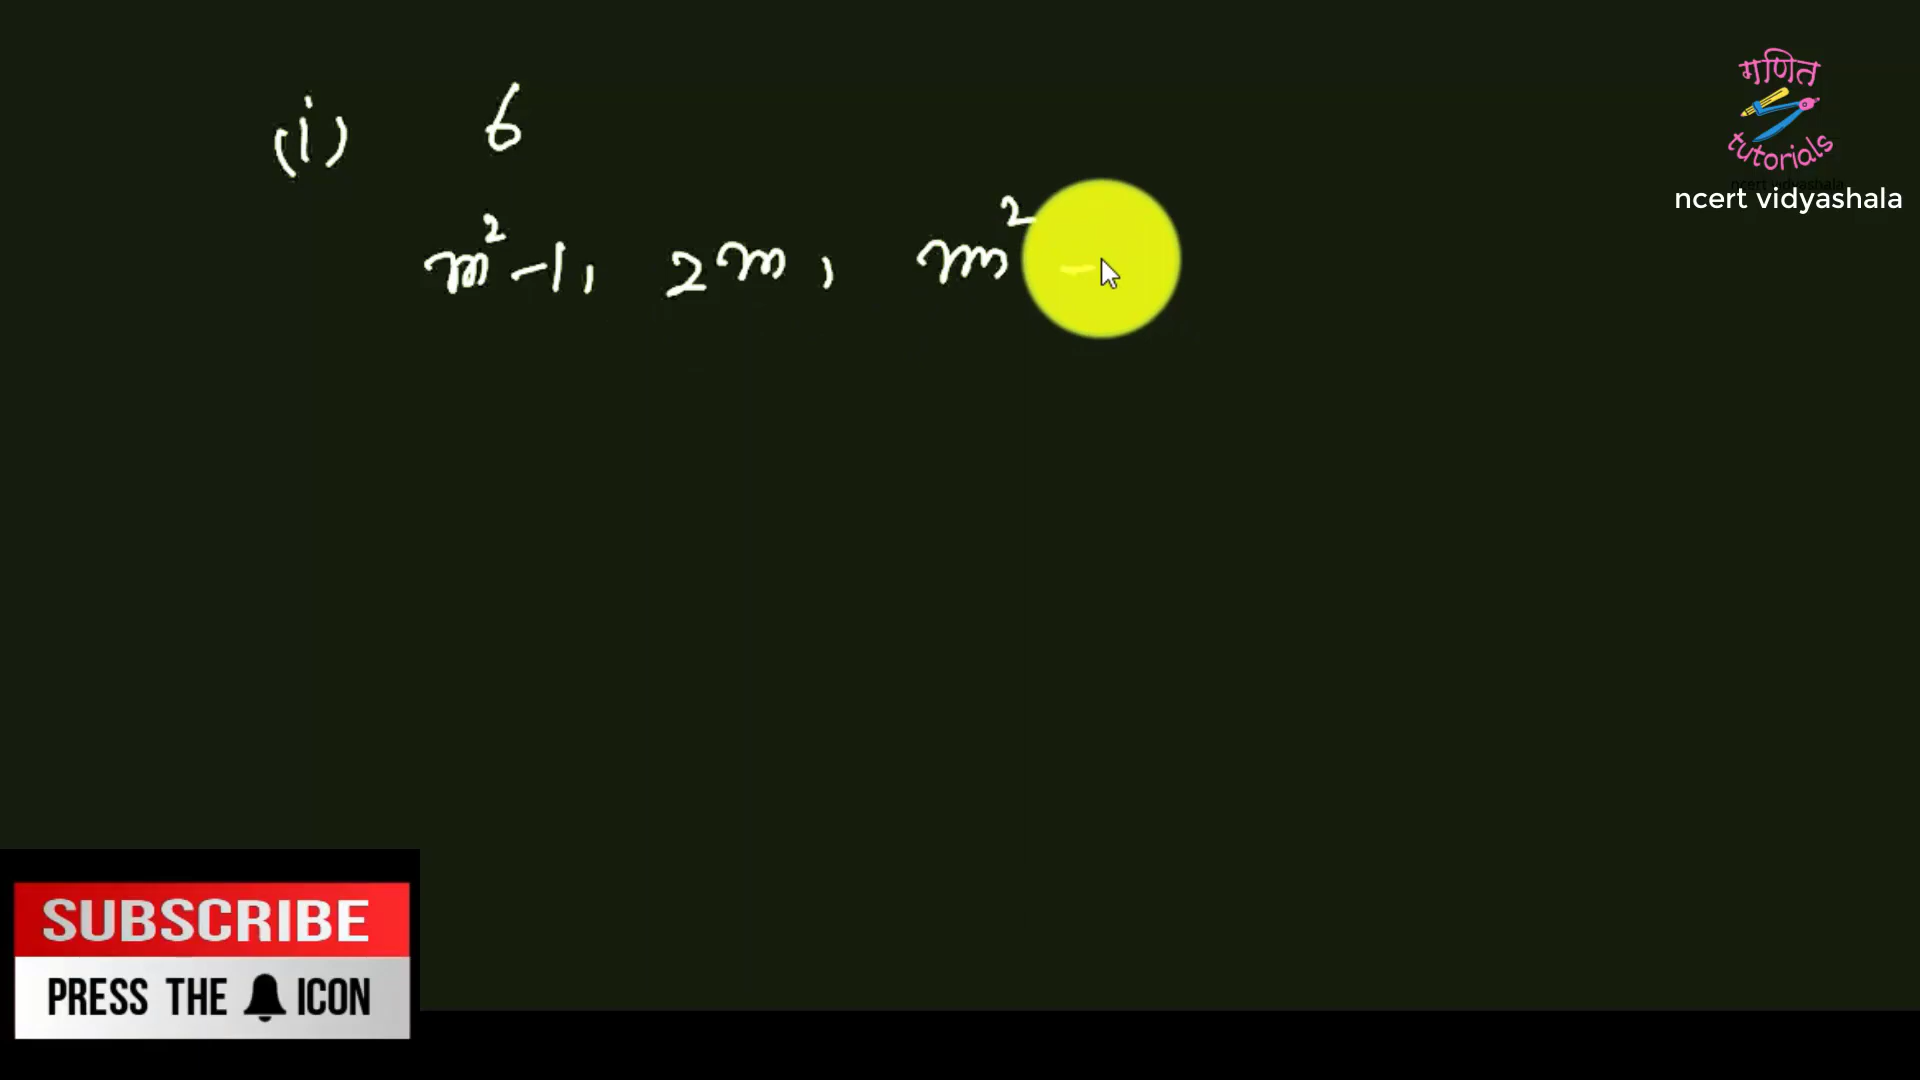 (i) 6
m²-1, 2m, m² -
गणित
tutorials
ncert vidyashala
SUBSCRIBE
PRESS THE ICON